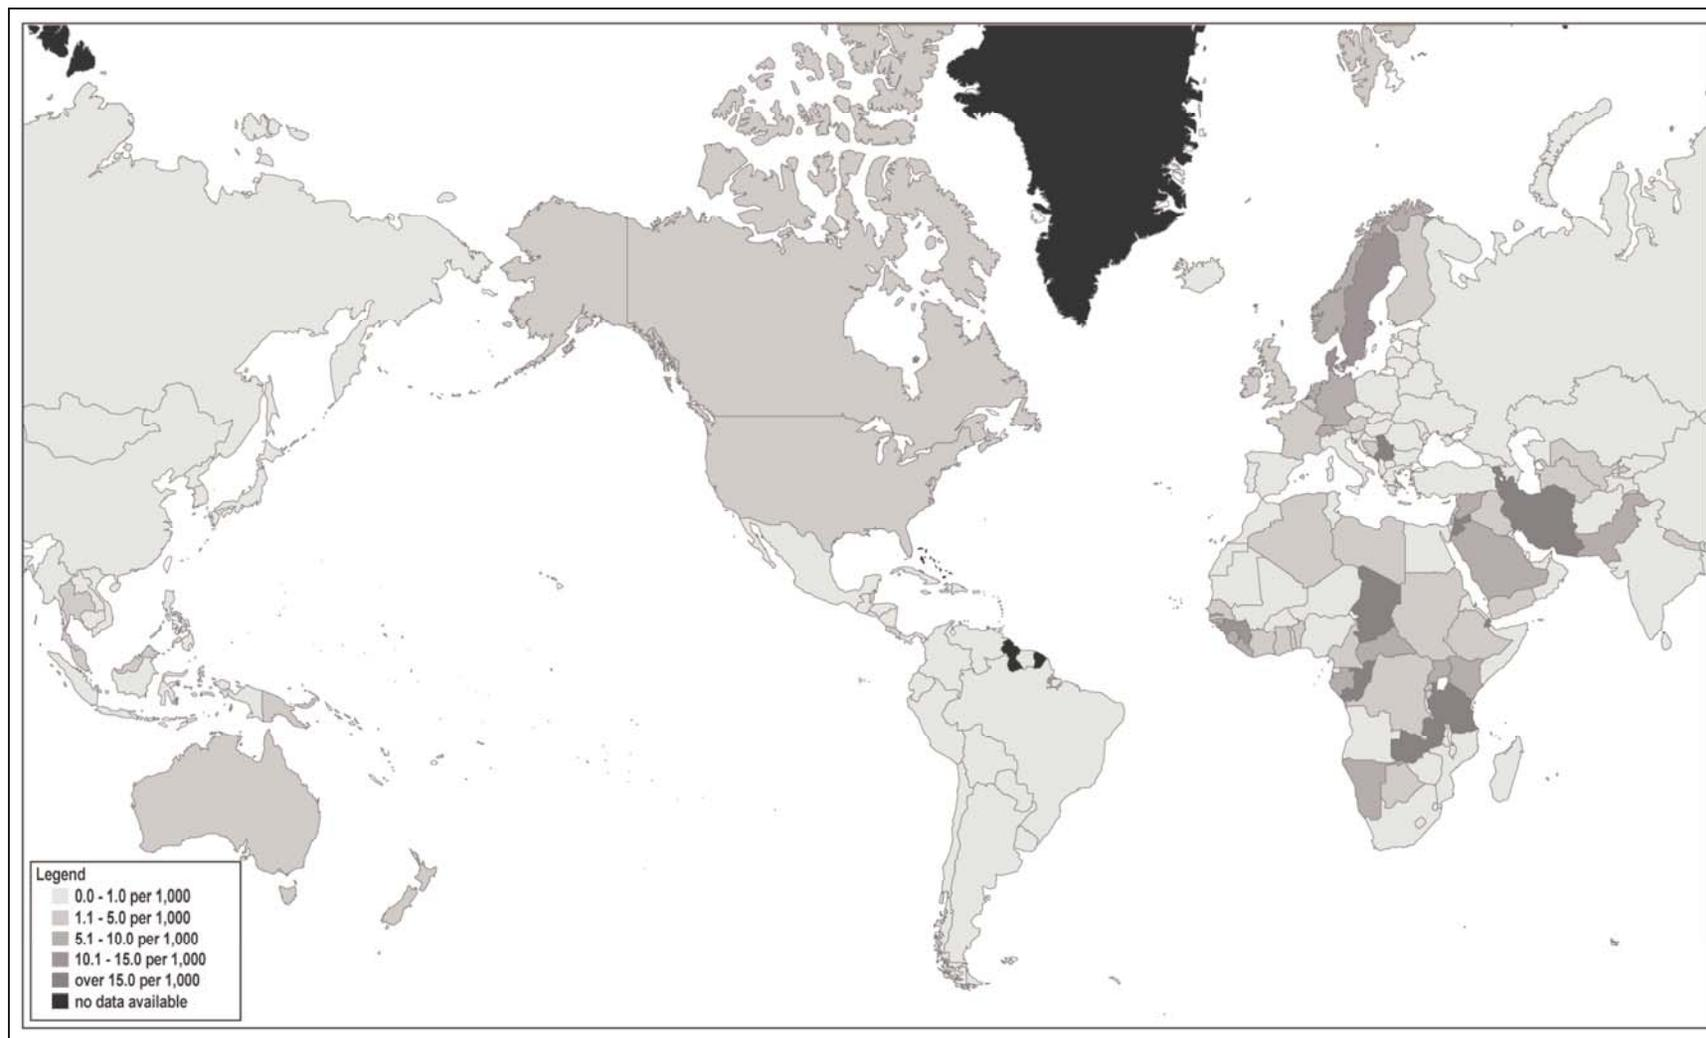 Legend
0.0 - 1.0 per 1,000
1.1 - 5.0 per 1,000
5.1 - 10.0 per 1,000
10.1 - 15.0 per 1,000
over 15.0 per 1,000
no data available